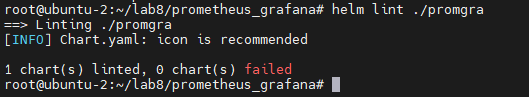 root@ubuntu-2:~/lab8/prometheus_grafana# helm lint ./promgra
==> Linting ./promgra
[INFO] Chart.yaml: icon is recommended

1 chart(s) linted, 0 chart(s) failed
root@ubuntu-2:~/lab8/prometheus_grafana#